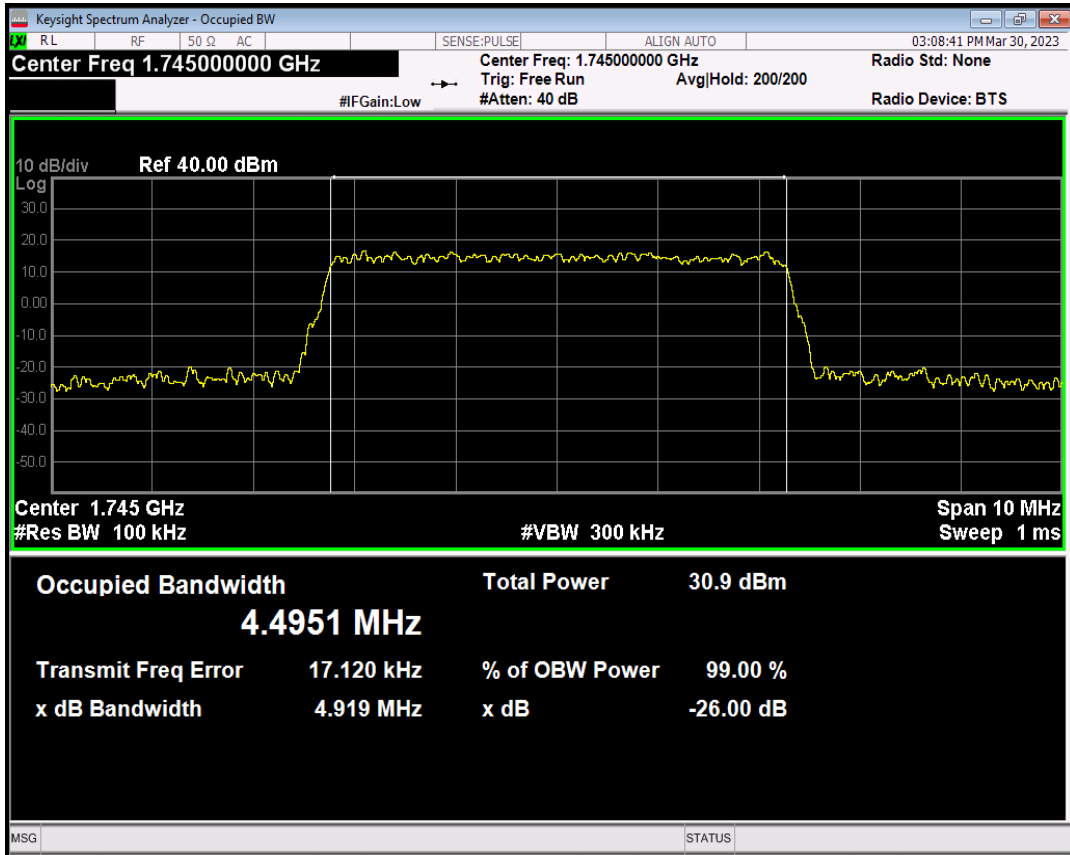 Keysight Spectrum Analyzer - Occupied BW
LXI RL RF 50 Ω AC SENSE:PULSE ALIGN AUTO 03:08:41 PM Mar 30, 2023
Center Freq 1.745000000 GHz Center Freq: 1.745000000 GHz Radio Std: None
Trig: Free Run Avg|Hold: 200/200
#IFGain:Low #Atten: 40 dB Radio Device: BTS
10 dB/div Ref 40.00 dBm
Log
30.0
20.0
10.0
0.00
-10.0
-20.0
-30.0
-40.0
-50.0
Center 1.745 GHz Span 10 MHz
#Res BW 100 kHz #VBW 300 kHz Sweep 1 ms
Occupied Bandwidth Total Power 30.9 dBm
4.4951 MHz
Transmit Freq Error 17.120 kHz % of OBW Power 99.00 %
x dB Bandwidth 4.919 MHz x dB -26.00 dB
MSG STATUS